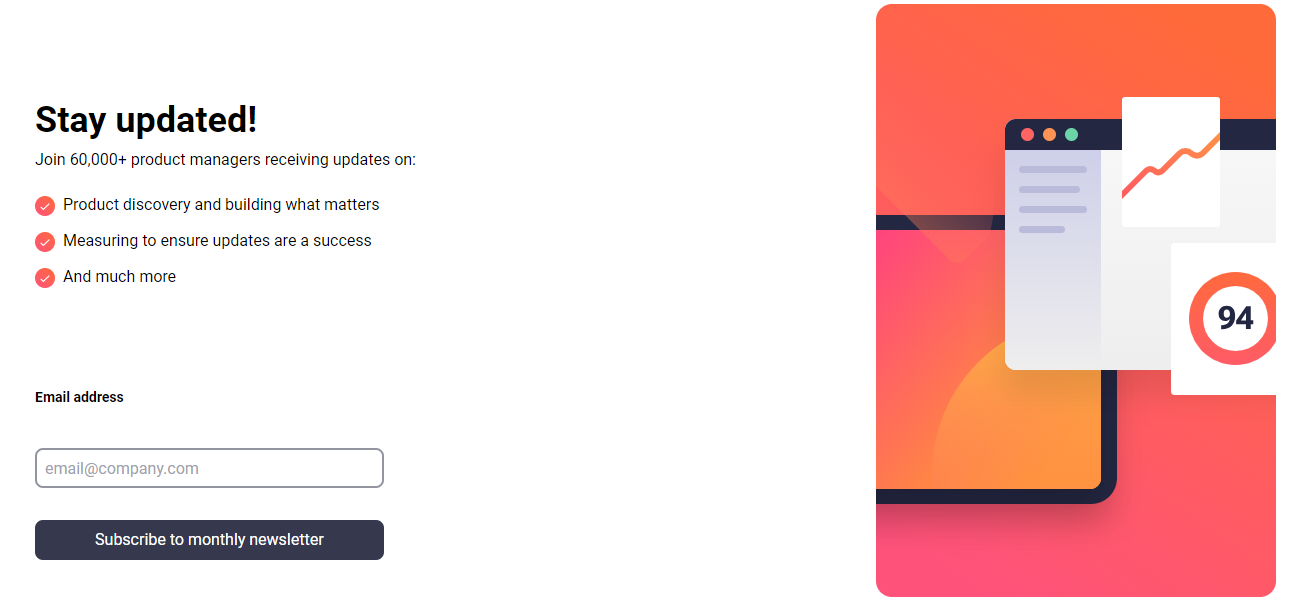 Stay updated!
Join 60,000+ product managers receiving updates on:
Product discovery and building what matters
Measuring to ensure updates are a success
And much more
Email address
email@company.com
Subscribe to monthly newsletter
94